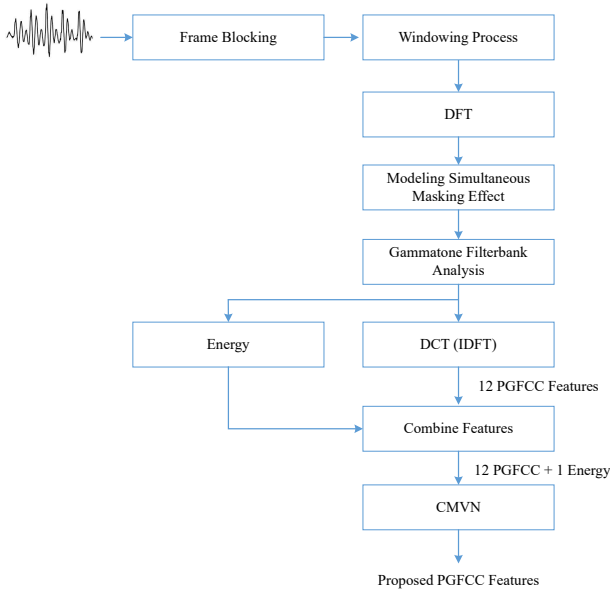 Frame Blocking
Windowing Process
DFT
Modeling Simultaneous
Masking Effect
Gammatone Filterbank
Analysis
Energy
DCT (IDFT)
12 PGFCC Features
Combine Features
12 PGFCC + 1 Energy
CMVN
Proposed PGFCC Features